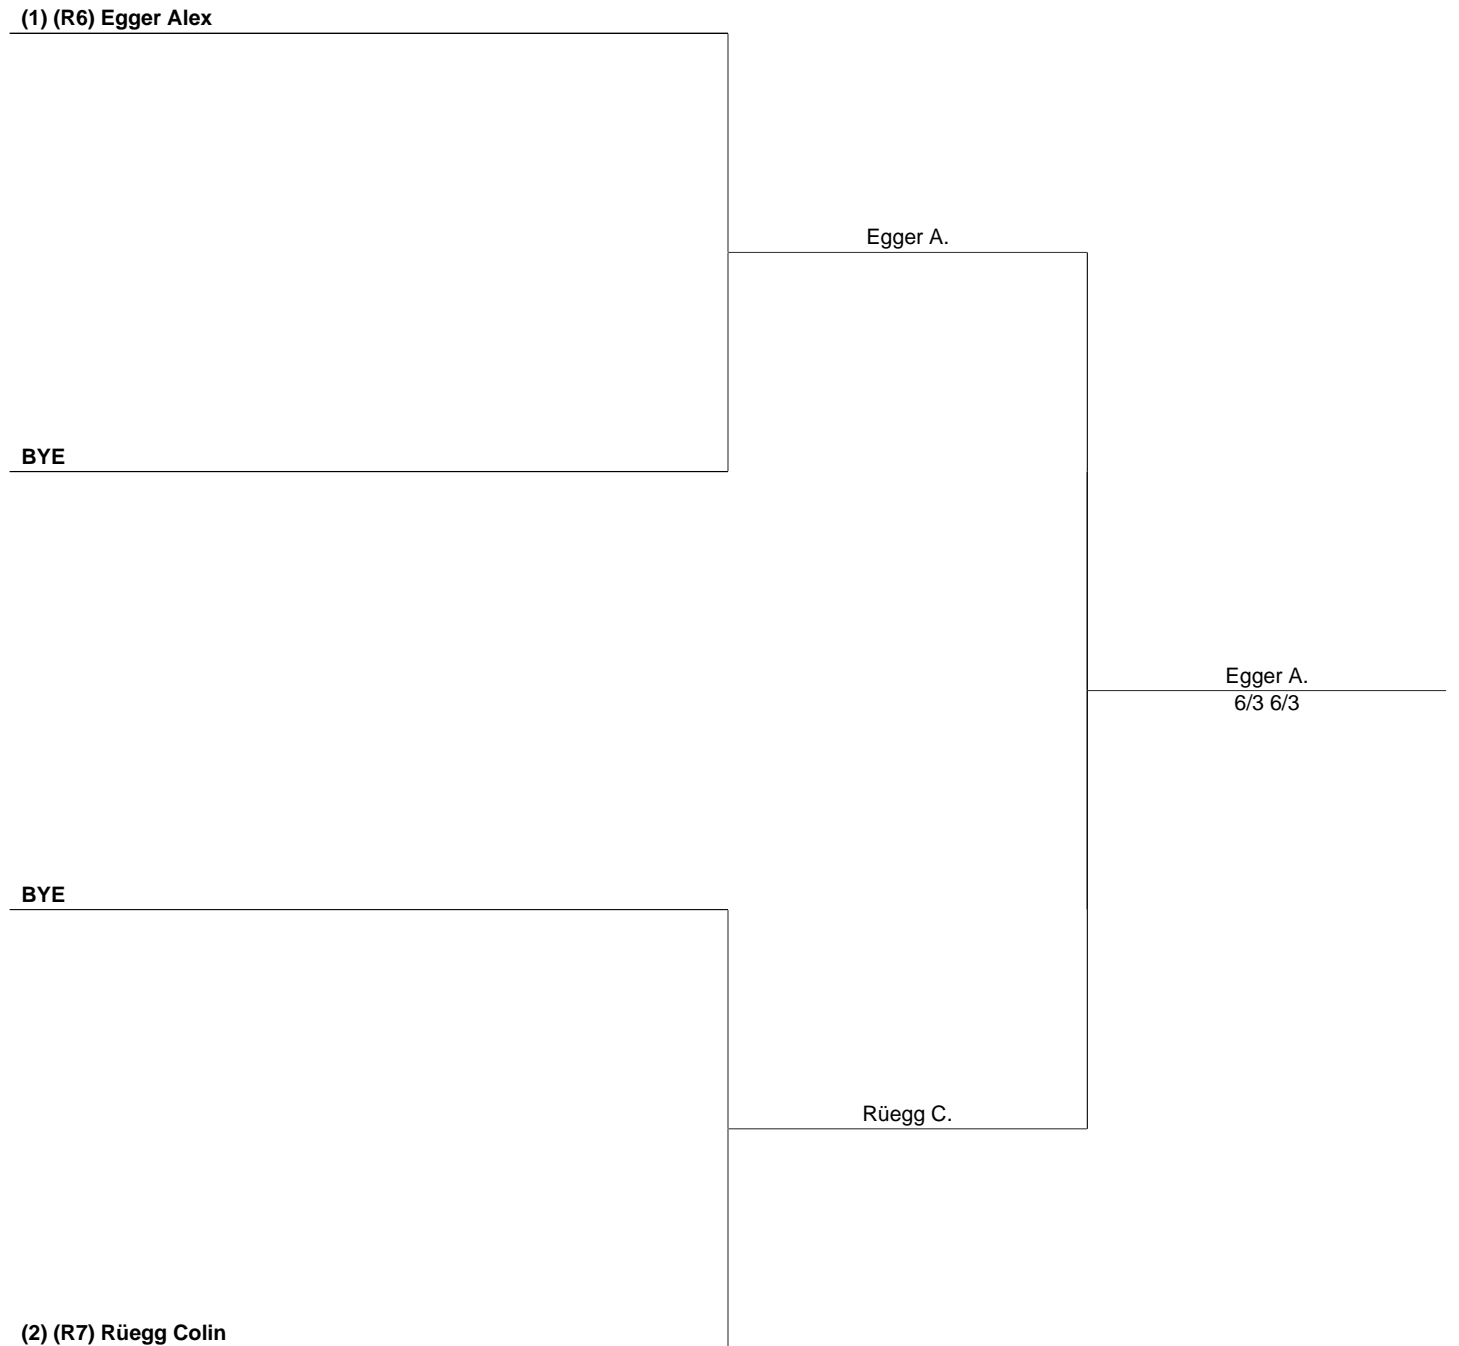 (1) (R6) Egger Alex
Egger A.
BYE
Egger A.
6/3 6/3
BYE
Rüegg C.
(2) (R7) Rüegg Colin